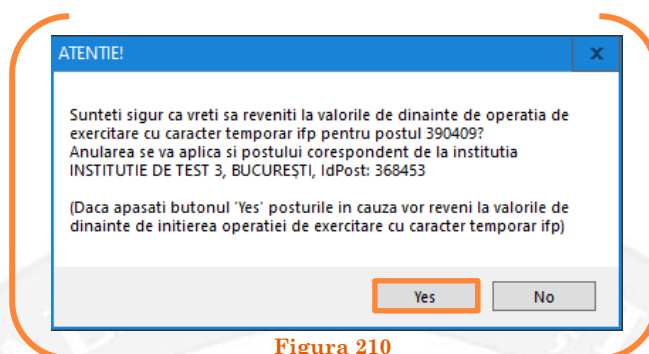 ATENTIE!
x
Sunteti sigur ca vreti sa reveniti la valorile de dinainte de operatia de
exercitare cu caracter temporar ifp pentru postul 390409?
Anularea se va aplica si postului corespondent de la institutia
INSTITUTIE DE TEST 3, BUCUREȘTI, IdPost: 368453
(Daca apasati butonul 'Yes' posturile in cauza vor reveni la valorile de
dinainte de initierea operatiei de exercitare cu caracter temporar ifp)
Yes No
Figura 210